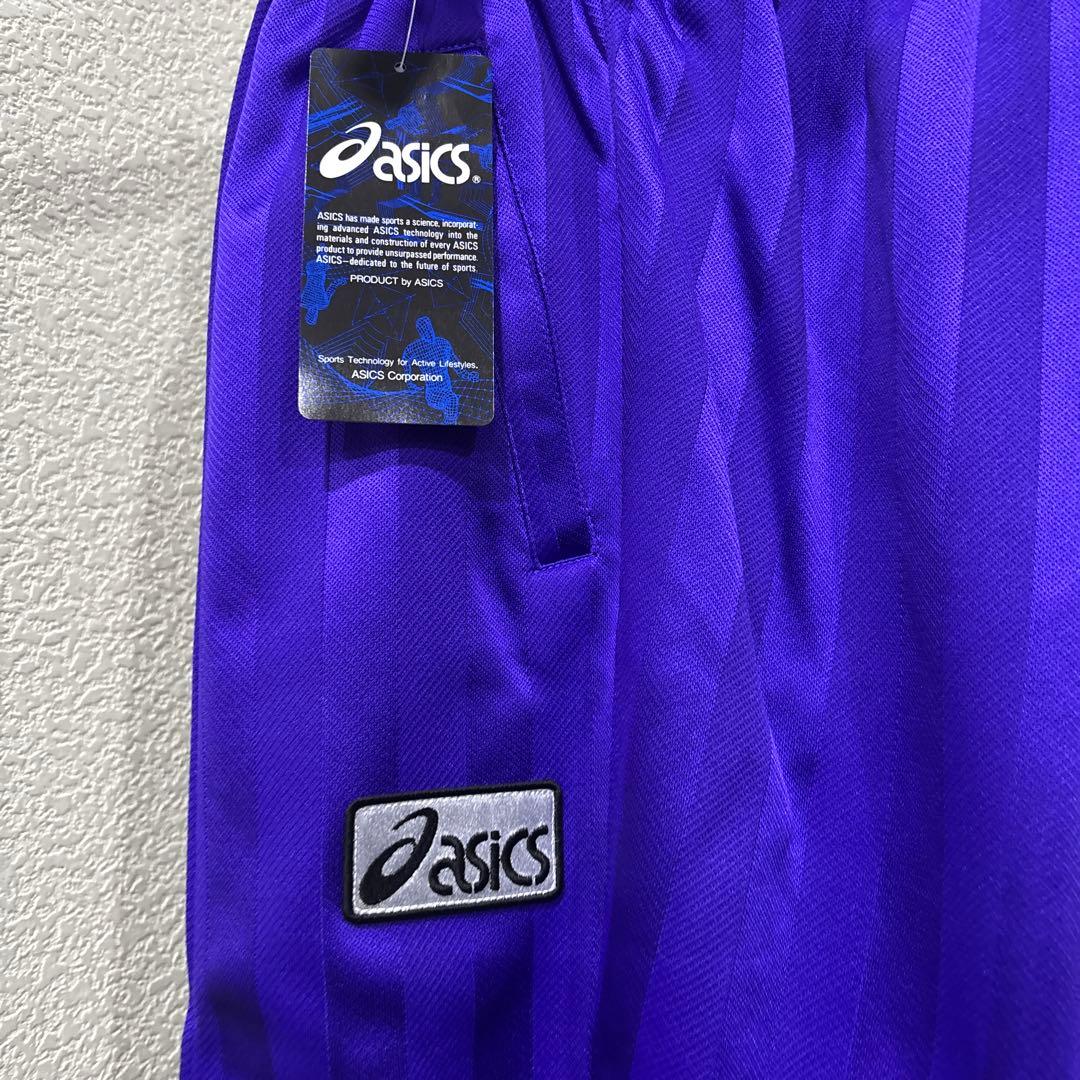 asics®
ASICS has made sports a science, incorporat-
ing advanced ASICS technology into the
materials and construction of every ASICS
product to provide unsurpassed performance.
ASICS—dedicated to the future of sports.
PRODUCT by ASICS
Sports Technology for Active Lifestyles.
ASICS Corporation
asics